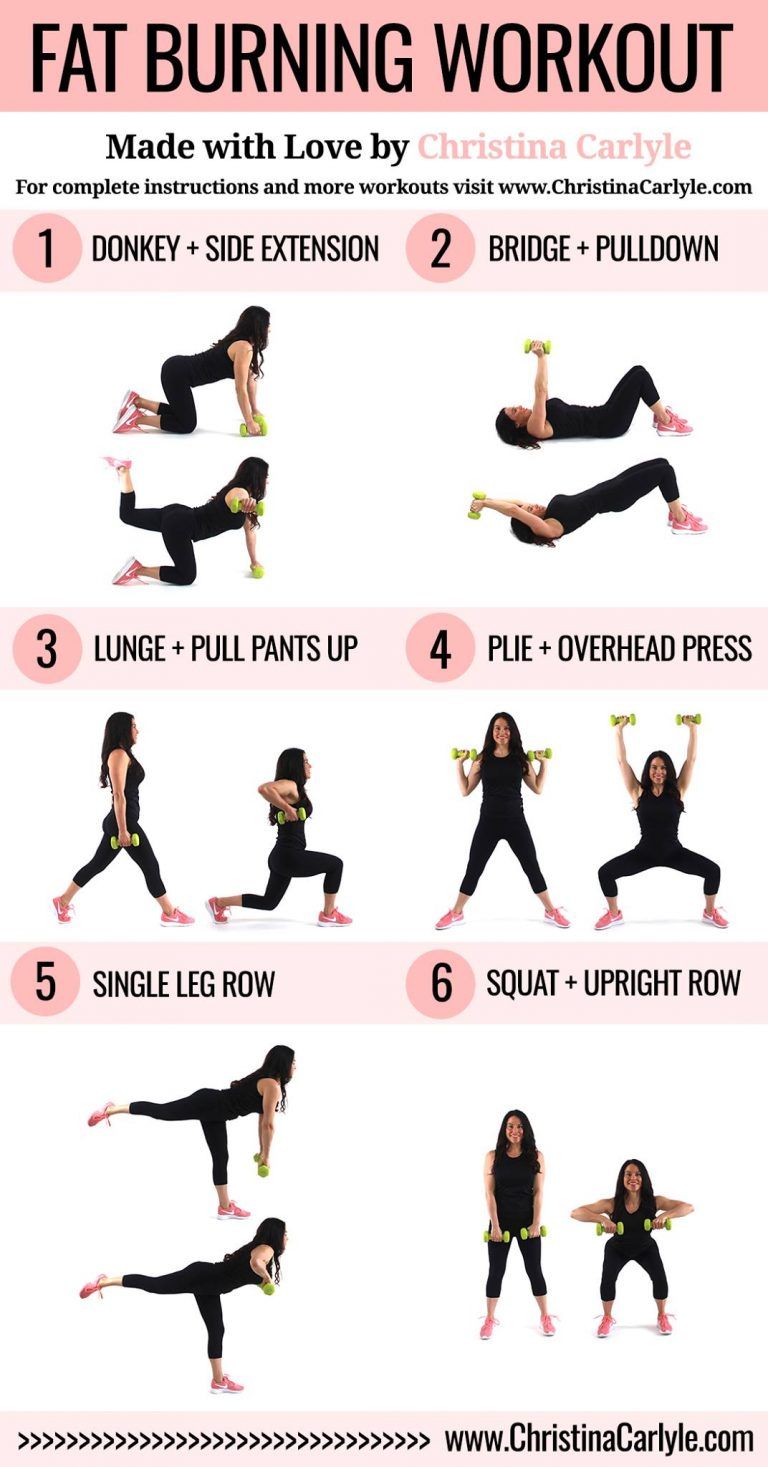 FAT BURNING WORKOUT
Made with Love by Christina Carlyle
For complete instructions and more workouts visit www.ChristinaCarlyle.com
1 DONKEY + SIDE EXTENSION
2 BRIDGE + PULLDOWN
3 LUNGE + PULL PANTS UP
4 PLIE + OVERHEAD PRESS
5 SINGLE LEG ROW
6 SQUAT + UPRIGHT ROW
www.ChristinaCarlyle.com